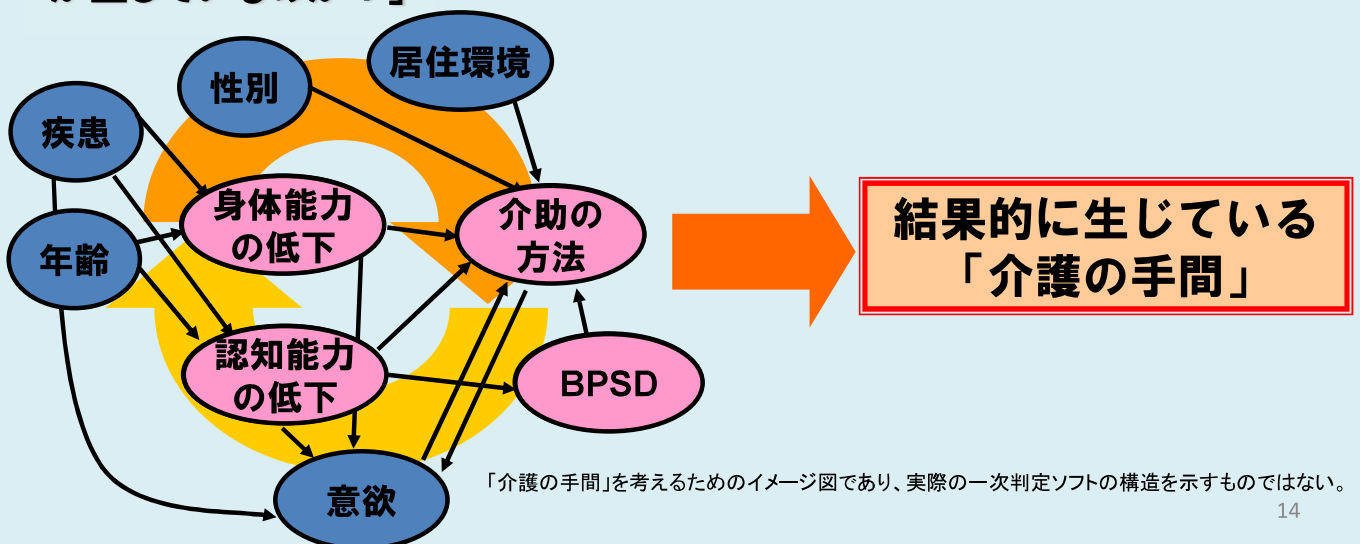 性別
居住環境
疾患
身体能力
の低下
介助の
方法
年齢
結果的に生じている
「介護の手間」
認知能力
の低下
BPSD
意欲
「介護の手間」を考えるためのイメージ図であり、実際の一次判定ソフトの構造を示すものではない。
14